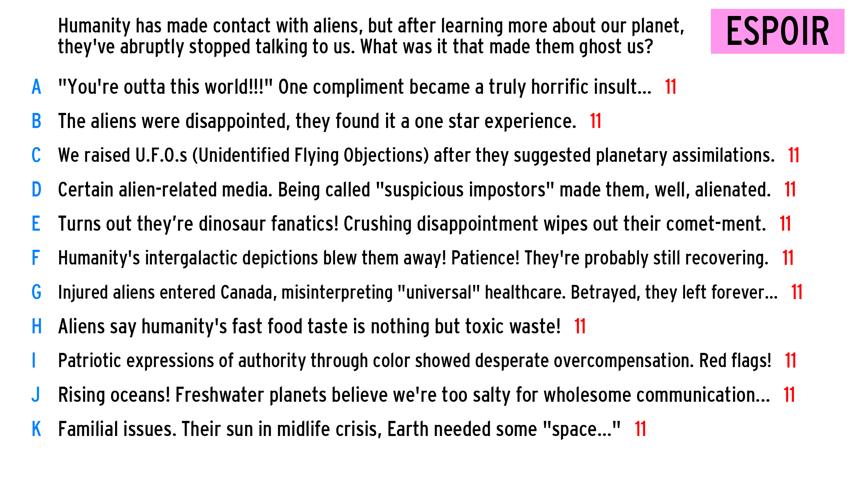 Humanity has made contact with aliens, but after learning more about our planet,
they've abruptly stopped talking to us. What was it that made them ghost us?
ESPOIR
A "You're outta this world!!!" One compliment became a truly horrific insult... 11
B The aliens were disappointed, they found it a one star experience. 11
C We raised U.F.O.s (Unidentified Flying Objections) after they suggested planetary assimilations. 11
D Certain alien-related media. Being called "suspicious impostors" made them, well, alienated. 11
E Turns out they’re dinosaur fanatics! Crushing disappointment wipes out their comet-ment. 11
F Humanity's intergalactic depictions blew them away! Patience! They're probably still recovering. 11
G Injured aliens entered Canada, misinterpreting "universal" healthcare. Betrayed, they left forever... 11
H Aliens say humanity's fast food taste is nothing but toxic waste! 11
I Patriotic expressions of authority through color showed desperate overcompensation. Red flags! 11
J Rising oceans! Freshwater planets believe we're too salty for wholesome communication... 11
K Familial issues. Their sun in midlife crisis, Earth needed some "space..." 11